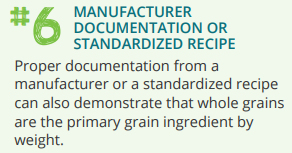 #6 MANUFACTURER
DOCUMENTATION OR
STANDARDIZED RECIPE
Proper documentation from a
manufacturer or a standardized recipe
can also demonstrate that whole grains
are the primary grain ingredient by
weight.